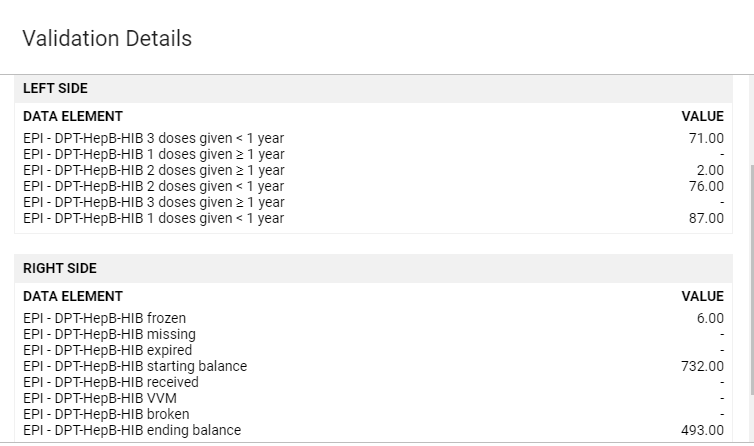 Validation Details
LEFT SIDE
DATA ELEMENT VALUE
EPI - DPT-HepB-HIB 3 doses given < 1 year 71.00
EPI - DPT-HepB-HIB 1 doses given ≥ 1 year -
EPI - DPT-HepB-HIB 2 doses given ≥ 1 year 2.00
EPI - DPT-HepB-HIB 2 doses given < 1 year 76.00
EPI - DPT-HepB-HIB 3 doses given ≥ 1 year -
EPI - DPT-HepB-HIB 1 doses given < 1 year 87.00
RIGHT SIDE
DATA ELEMENT VALUE
EPI - DPT-HepB-HIB frozen 6.00
EPI - DPT-HepB-HIB missing -
EPI - DPT-HepB-HIB expired -
EPI - DPT-HepB-HIB starting balance 732.00
EPI - DPT-HepB-HIB received -
EPI - DPT-HepB-HIB VVM -
EPI - DPT-HepB-HIB broken -
EPI - DPT-HepB-HIB ending balance 493.00